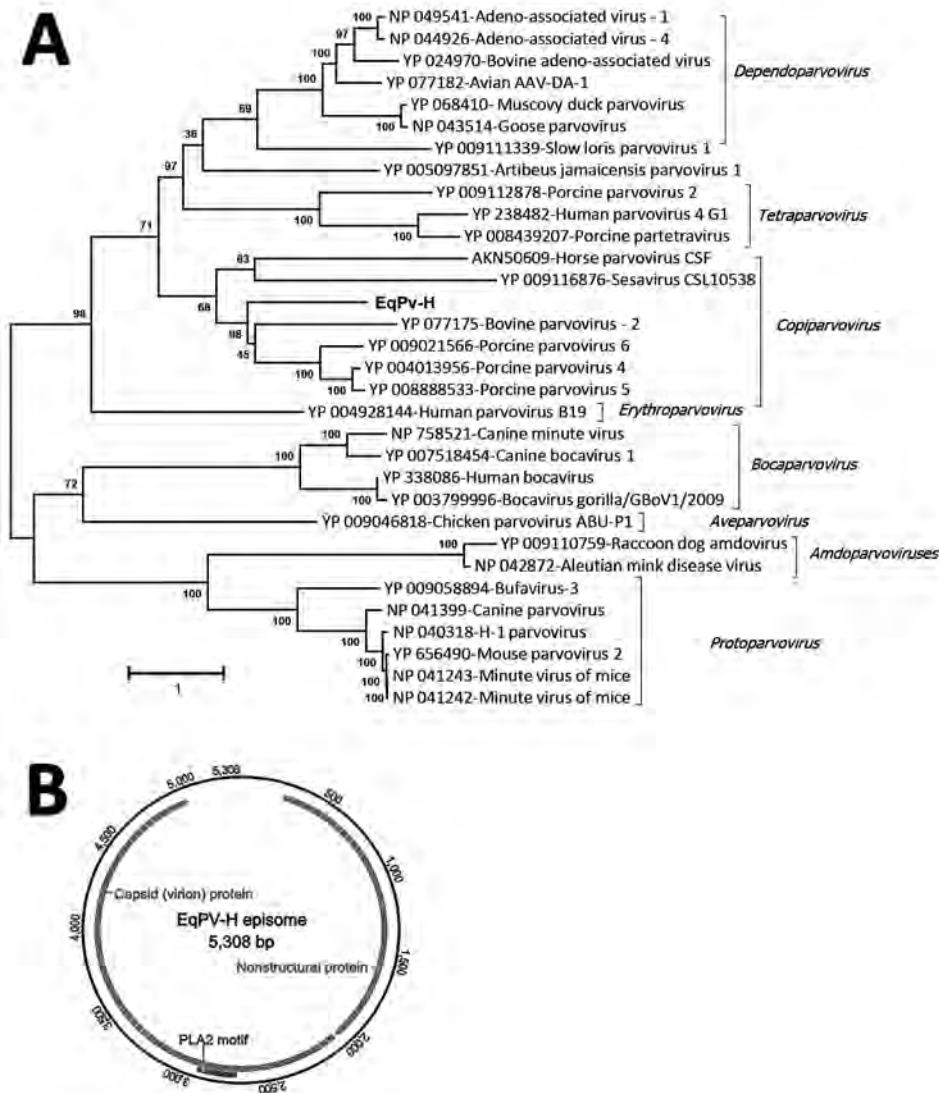 A
NP 049541-Adeno-associated virus - 1
NP 044926-Adeno-associated virus - 4
YP 024970-Bovine adeno-associated virus
YP 077182-Avian AAV-DA-1
YP 068410- Muscovy duck parvovirus
NP 043514-Goose parvovirus
YP 009111339-Slow loris parvovirus 1
Dependoparvovirus
YP 005097851-Artibeus jamaicensis parvovirus 1
YP 009112878-Porcine parvovirus 2
YP 238482-Human parvovirus 4 G1
YP 008439207-Porcine partetravirus
Tetraparvovirus
AKN50609-Horse parvovirus CSF
YP 009116876-Sesavirus CSL10538
EqPv-H
YP 077175-Bovine parvovirus - 2
YP 009021566-Porcine parvovirus 6
YP 004013956-Porcine parvovirus 4
YP 008888533-Porcine parvovirus 5
Copiparvovirus
YP 004928144-Human parvovirus B19
Erythroparvovirus
NP 758521-Canine minute virus
YP 007518454-Canine bocavirus 1
YP 338086-Human bocavirus
YP 003799996-Bocavirus gorilla/GBoV1/2009
Bocaparvovirus
YP 009046818-Chicken parvovirus ABU-P1
Aveparvovirus
YP 009110759-Raccoon dog amdovirus
NP 042872-Aleutian mink disease virus
Amdoparvoviruses
YP 009058894-Bufavirus-3
NP 041399-Canine parvovirus
NP 040318-H-1 parvovirus
YP 656490-Mouse parvovirus 2
NP 041243-Minute virus of mice
NP 041242-Minute virus of mice
Protoparvovirus
100
97
100
100
100
69
36
97
100
100
71
83
68
98
45
100
100
98
100
100
100
72
100
100
100
100
100
100
1
B
5,308
500
1,000
1,500
2,000
2,500
3,000
3,500
4,000
4,500
5,000
Capsid (virion) protein
EqPV-H episome
5,308 bp
Nonstructural protein
PLA2 motif